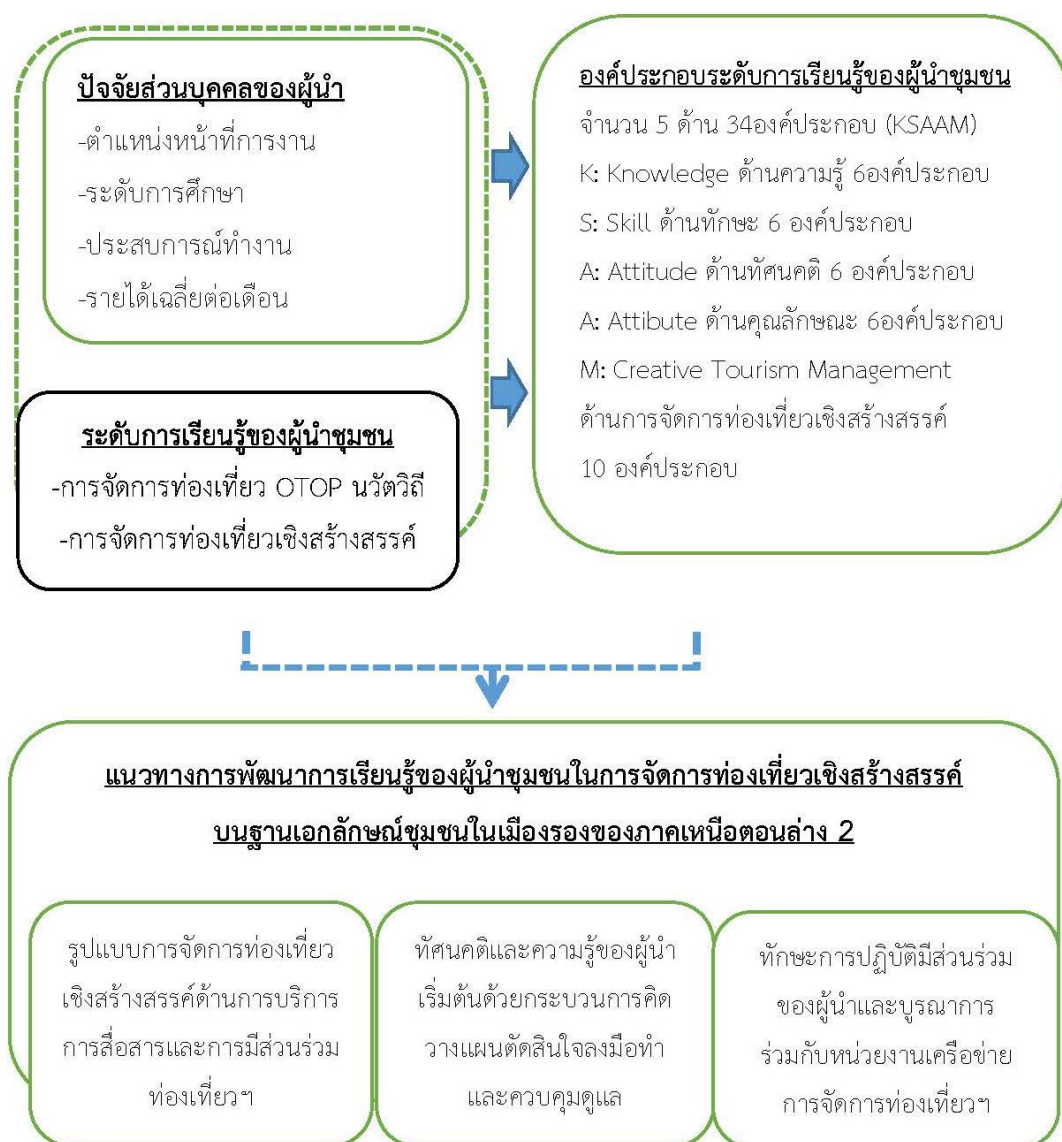 ปัจจัยส่วนบุคคลของผู้นำ
-ตำแหน่งหน้าที่การงาน
-ระดับการศึกษา
-ประสบการณ์ทำงาน
-รายได้เฉลี่ยต่อเดือน
ระดับการเรียนรู้ของผู้นำชุมชน
-การจัดการท่องเที่ยว OTOP นวัตวิถี
-การจัดการท่องเที่ยวเชิงสร้างสรรค์
องค์ประกอบระดับการเรียนรู้ของผู้นำชุมชน
จำนวน 5 ด้าน 34องค์ประกอบ (KSAAM)
K: Knowledge ด้านความรู้ 6องค์ประกอบ
S: Skill ด้านทักษะ 6 องค์ประกอบ
A: Attitude ด้านทัศนคติ 6 องค์ประกอบ
A: Attibute ด้านคุณลักษณะ 6องค์ประกอบ
M: Creative Tourism Management
ด้านการจัดการท่องเที่ยวเชิงสร้างสรรค์
10 องค์ประกอบ
แนวทางการพัฒนาการเรียนรู้ของผู้นำชุมชนในการจัดการท่องเที่ยวเชิงสร้างสรรค์
บนฐานเอกลักษณ์ชุมชนในเมืองรองของภาคเหนือตอนล่าง 2
รูปแบบการจัดการท่องเที่ยว
เชิงสร้างสรรค์ด้านการบริการ
การสื่อสารและการมีส่วนร่วม
ท่องเที่ยวฯ
ทัศนคติและความรู้ของผู้นำ
เริ่มต้นด้วยกระบวนการคิด
วางแผนตัดสินใจลงมือทำ
และควบคุมดูแล
ทักษะการปฏิบัติมีส่วนร่วม
ของผู้นำและบูรณาการ
ร่วมกับหน่วยงานเครือข่าย
การจัดการท่องเที่ยวฯ